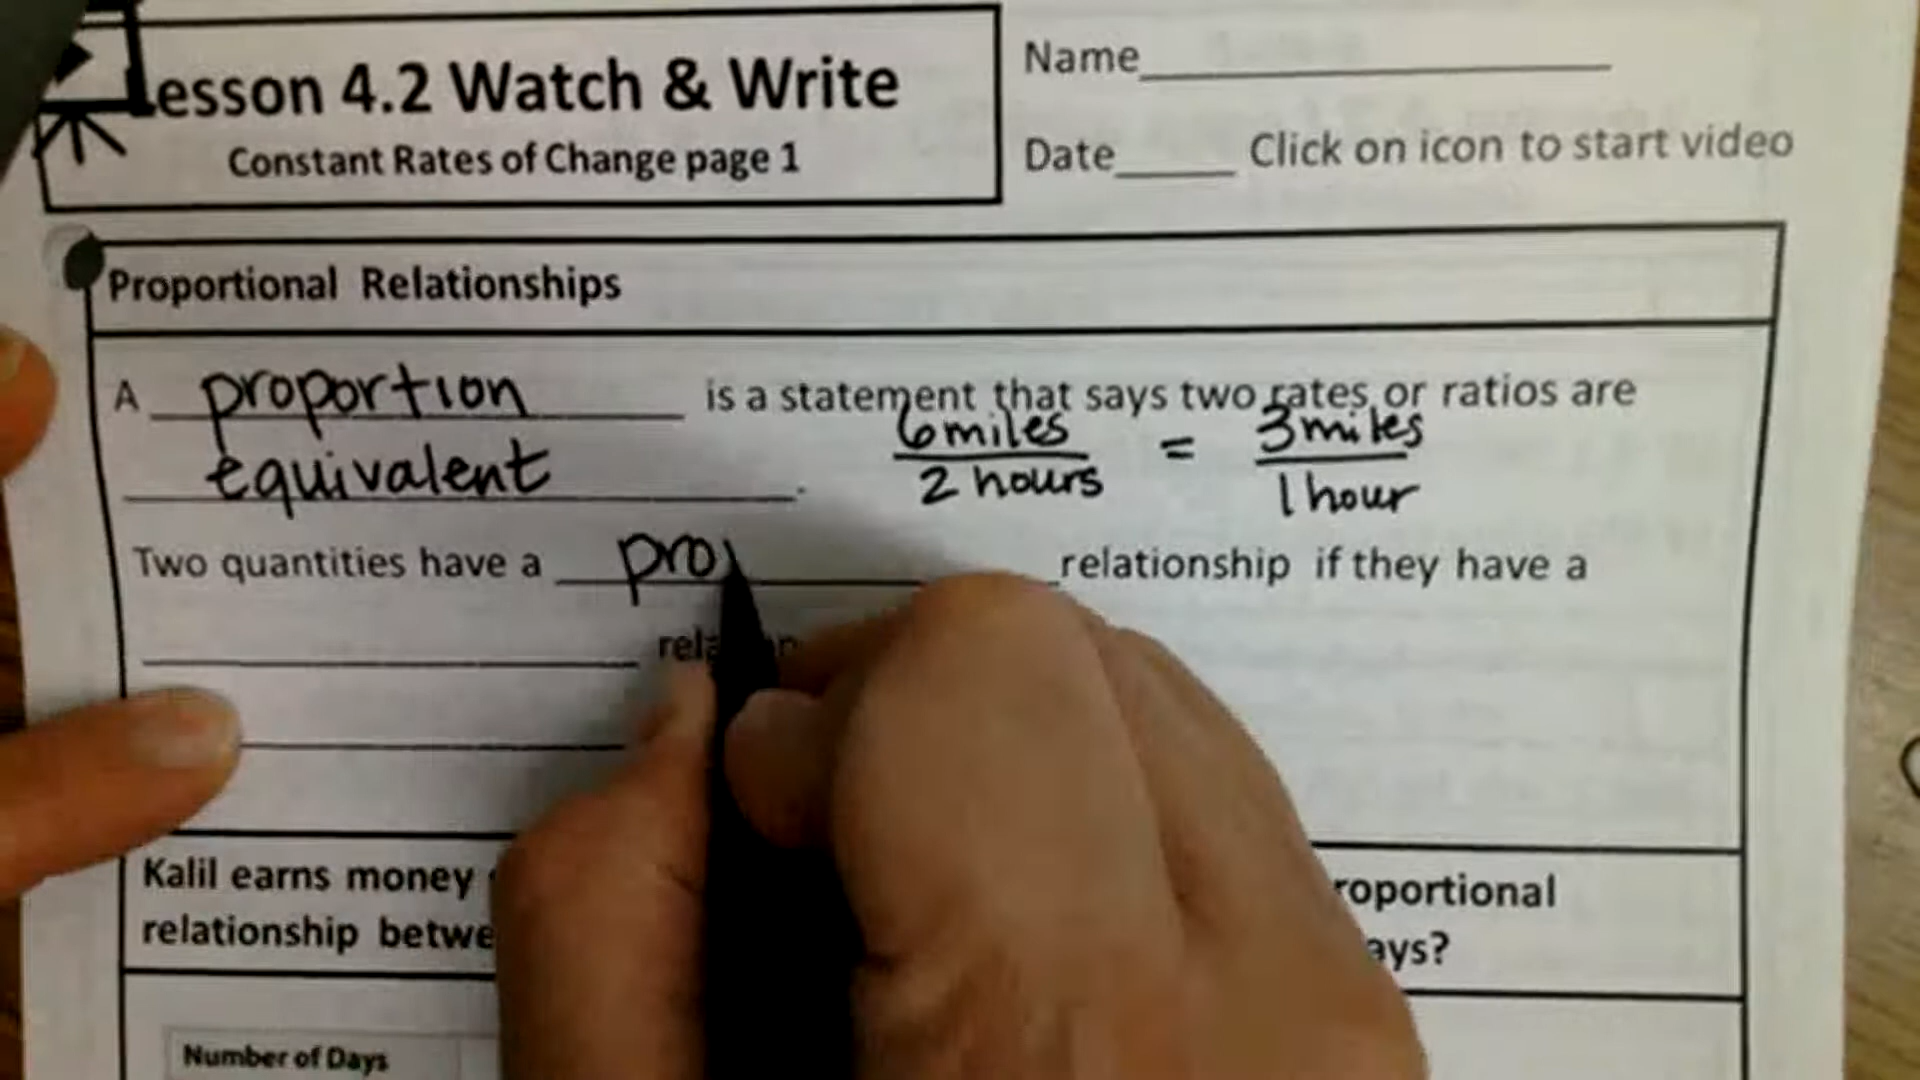 Lesson 4.2 Watch & Write
Constant Rates of Change page 1
Name
Date Click on icon to start video
Proportional Relationships
A proportion is a statement that says two rates or ratios are
equivalent. 6 miles / 2 hours = 3 miles / 1 hour
Two quantities have a pro relationship if they have a
Kalil earns money
relationship ays?
Number of Days